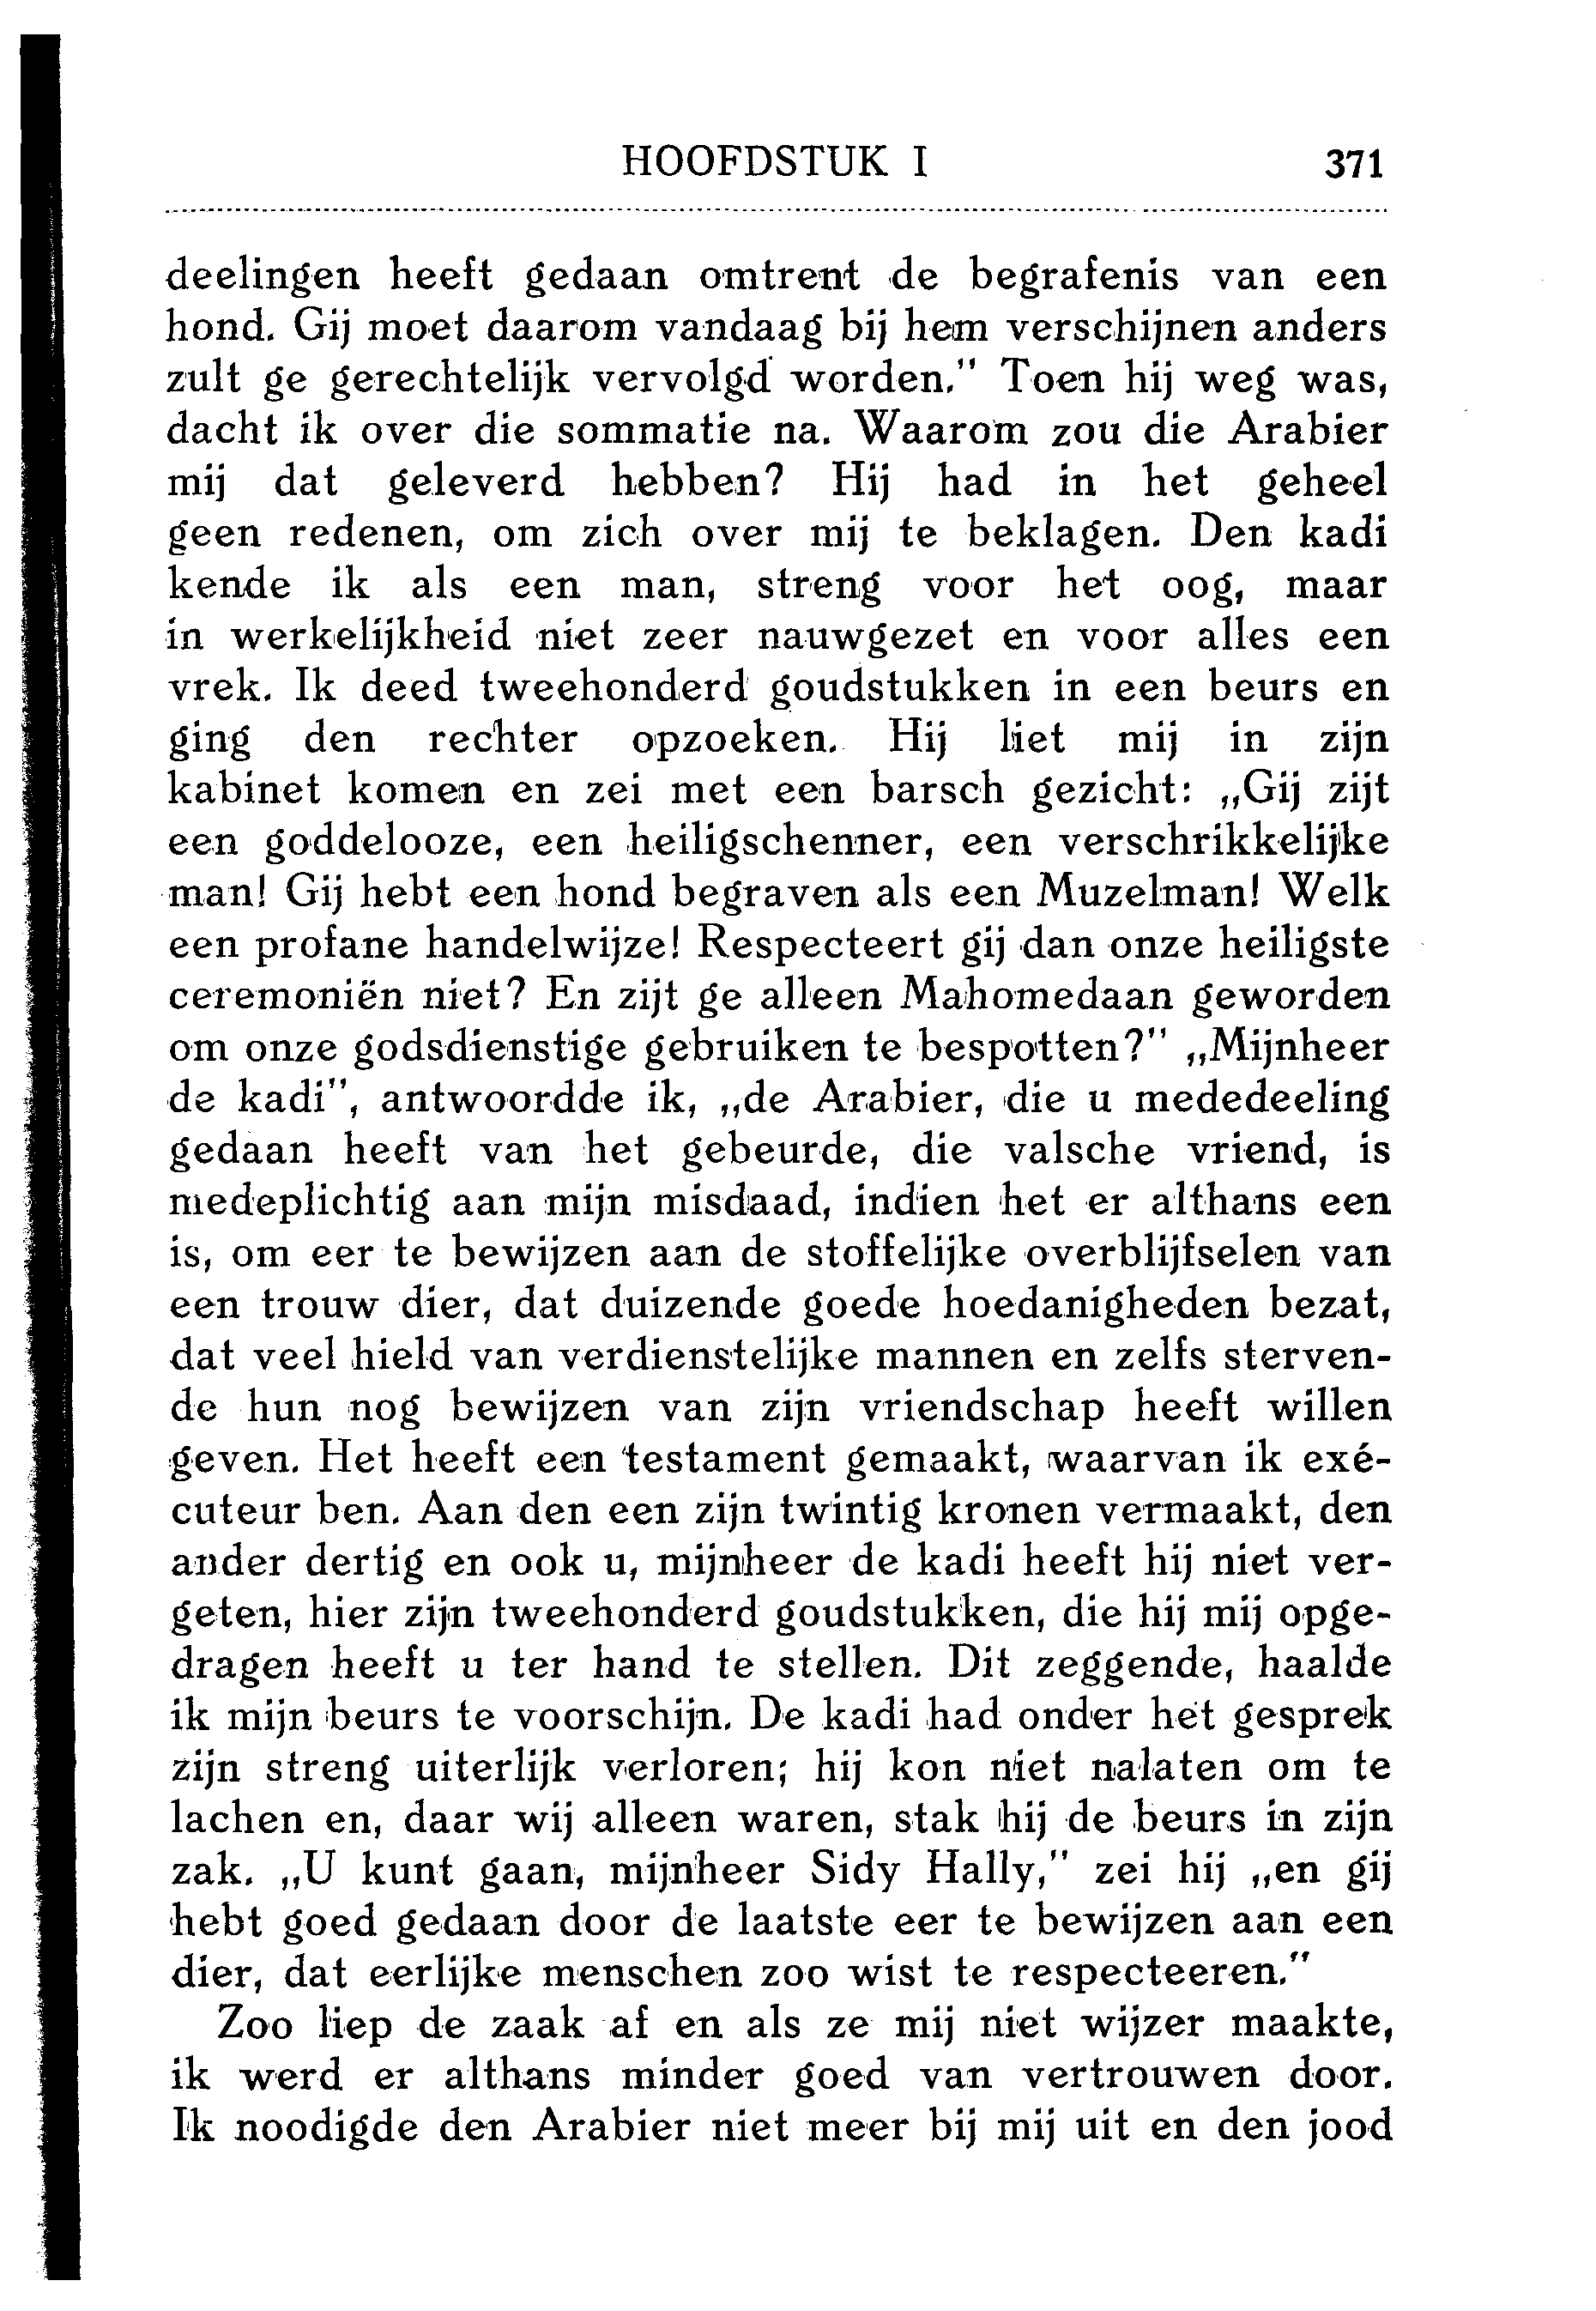 HOOFDSTUK I 371
deelingen heeft gedaan omtrent de begrafenis van een
hond. Gij moet daarom vandaag bij hem verschijnen anders
zult ge gerechtelijk vervolgd worden." Toen hij weg was,
dacht ik over die sommatie na. Waarom zou die Arabier
mij dat geleverd hebben? Hij had in het geheel
geen redenen, om zich over mij te beklagen. Den kadi
kende ik als een man, streng voor het oog, maar
in werkelijkheid niet zeer nauwgezet en voor alles een
vrek. Ik deed tweehonderd goudstukken in een beurs en
ging den rechter opzoeken. Hij liet mij in zijn
kabinet komen en zei met een barsch gezicht: „Gij zijt
een goddelooze, een heiligschenner, een verschrikkelijke
man! Gij hebt een hond begraven als een Muzelman! Welk
een profane handelwijze! Respecteert gij dan onze heiligste
ceremoniën niet? En zijt ge alleen Mahomedaan geworden
om onze godsdienstige gebruiken te bespotten?" „Mijnheer
de kadi", antwoordde ik, „de Arabier, die u mededeeling
gedaan heeft van het gebeurde, die valsche vriend, is
medeplichtig aan mijn misdaad, indien het er althans een
is, om eer te bewijzen aan de stoffelijke overblijfselen van
een trouw dier, dat duizende goede hoedanigheden bezat,
dat veel hield van verdienstelijke mannen en zelfs sterven-
de hun nog bewijzen van zijn vriendschap heeft willen
geven. Het heeft een testament gemaakt, waarvan ik exé-
cuteur ben. Aan den een zijn twintig kronen vermaakt, den
ander dertig en ook u, mijnheer de kadi heeft hij niet ver-
geten, hier zijn tweehonderd goudstukken, die hij mij opge-
dragen heeft u ter hand te stellen. Dit zeggende, haalde
ik mijn beurs te voorschijn. De kadi had onder het gesprek
zijn streng uiterlijk verloren; hij kon niet nalaten om te
lachen en, daar wij alleen waren, stak hij de beurs in zijn
zak. „U kunt gaan, mijnheer Sidy Hally," zei hij „en gij
hebt goed gedaan door de laatste eer te bewijzen aan een
dier, dat eerlijke menschen zoo wist te respecteeren."
Zoo liep de zaak af en als ze mij niet wijzer maakte,
ik werd er althans minder goed van vertrouwen door.
Ik noodigde den Arabier niet meer bij mij uit en den jood